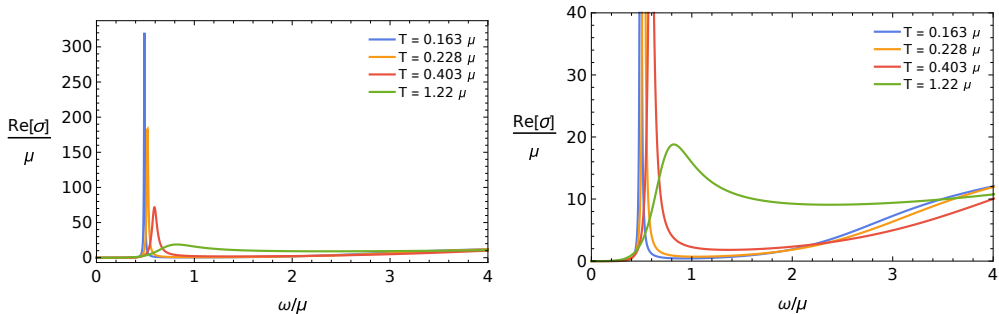 Re[σ]
μ
300
250
200
150
100
50
0
0 1 2 3 4
ω/μ
T = 0.163 μ
T = 0.228 μ
T = 0.403 μ
T = 1.22 μ
Re[σ]
μ
40
30
20
10
0
0 1 2 3 4
ω/μ
T = 0.163 μ
T = 0.228 μ
T = 0.403 μ
T = 1.22 μ